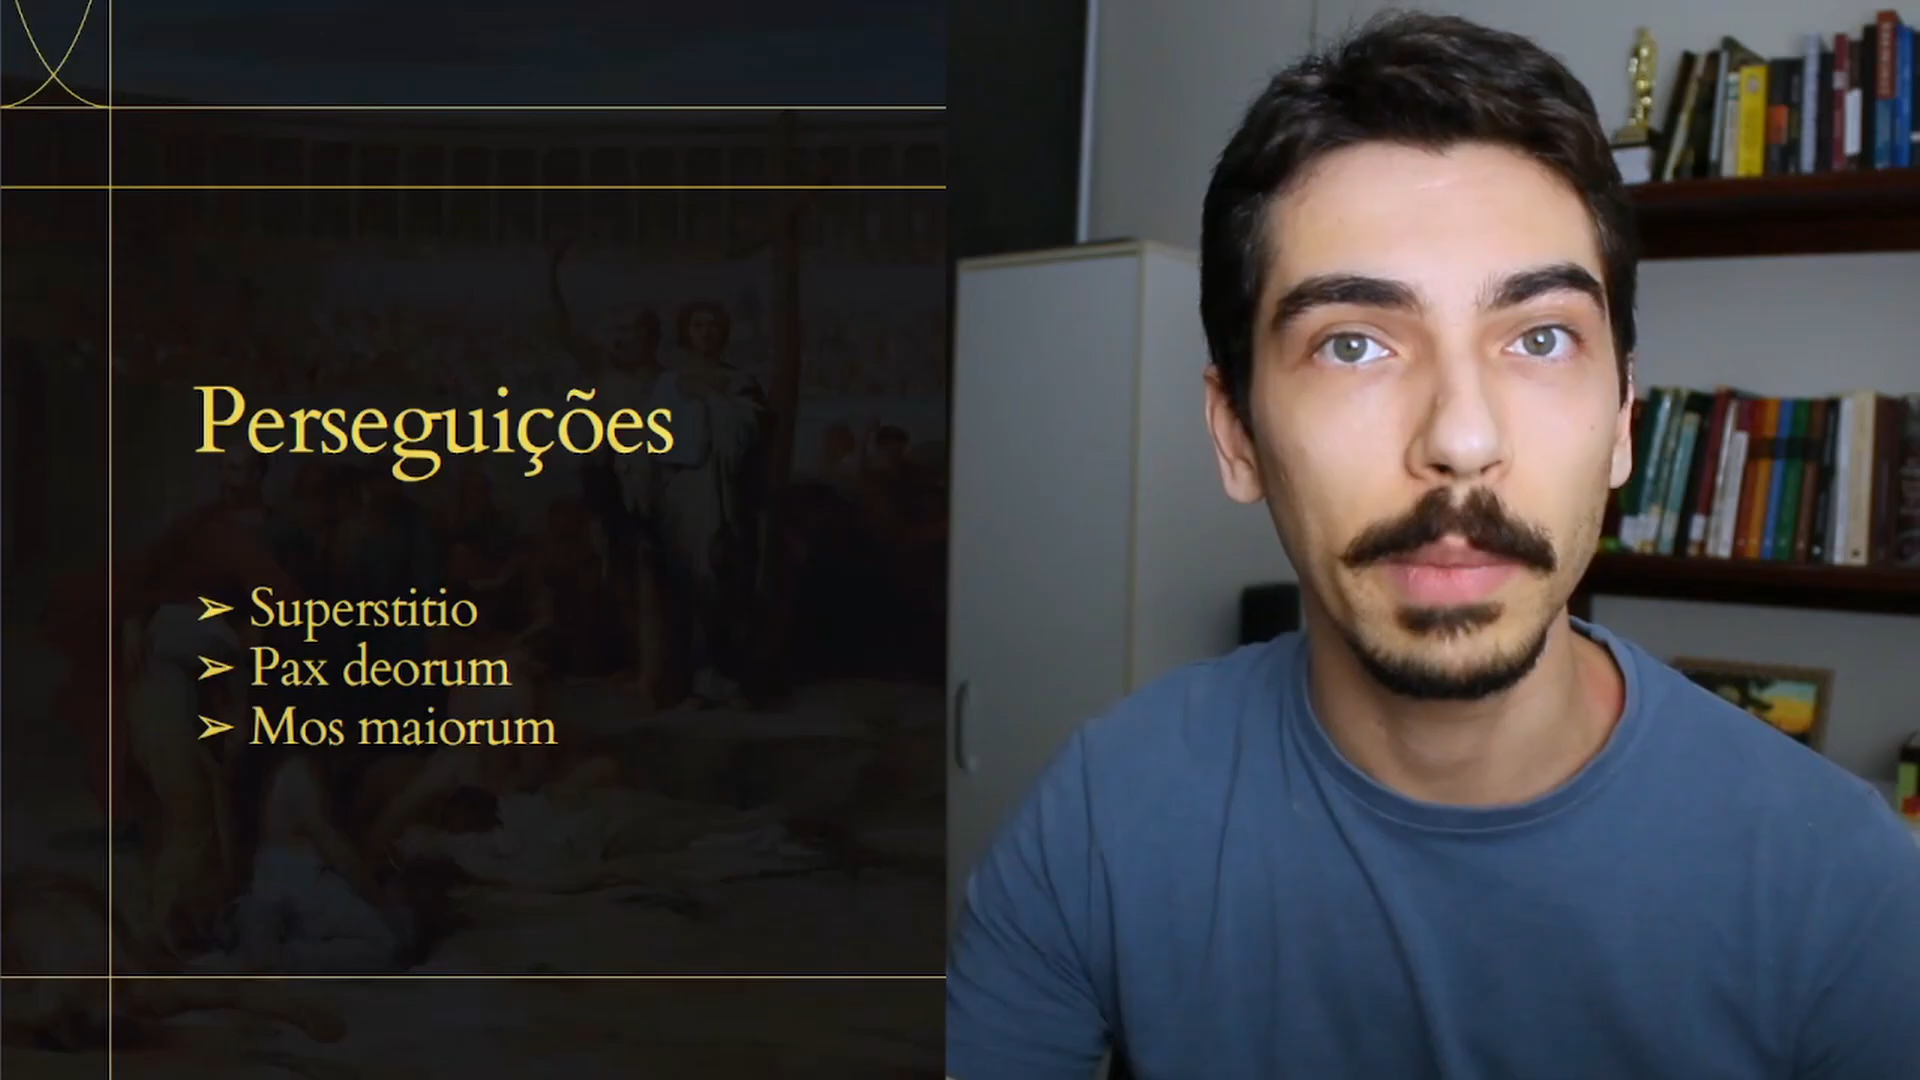 Perseguições
➢ Superstitio
➢ Pax deorum
➢ Mos maiorum